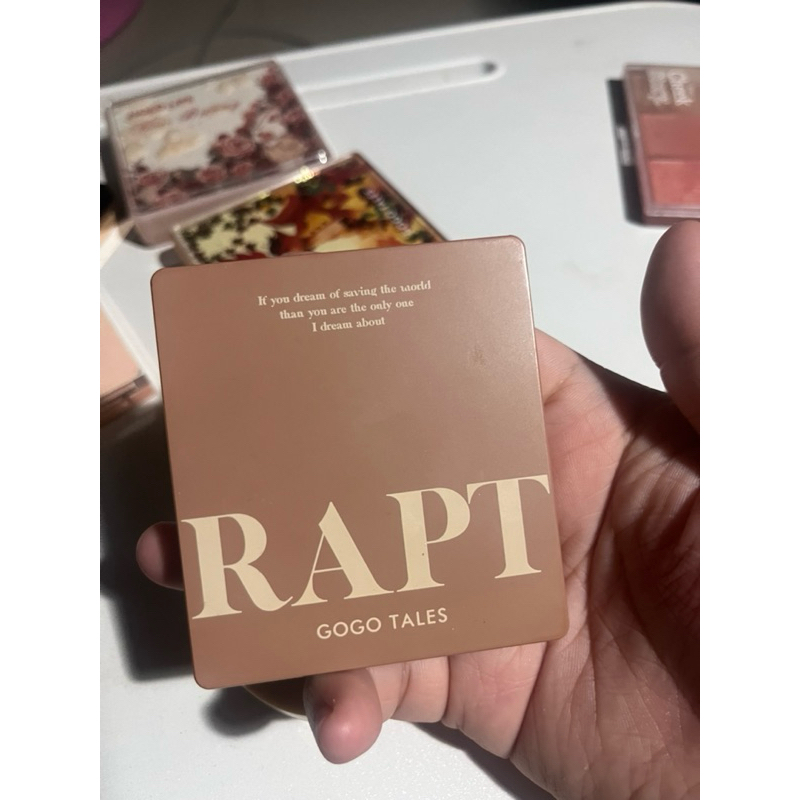 If you dream of saving the world
than you are the only one
I dream about
RAPT
GOGO TALES